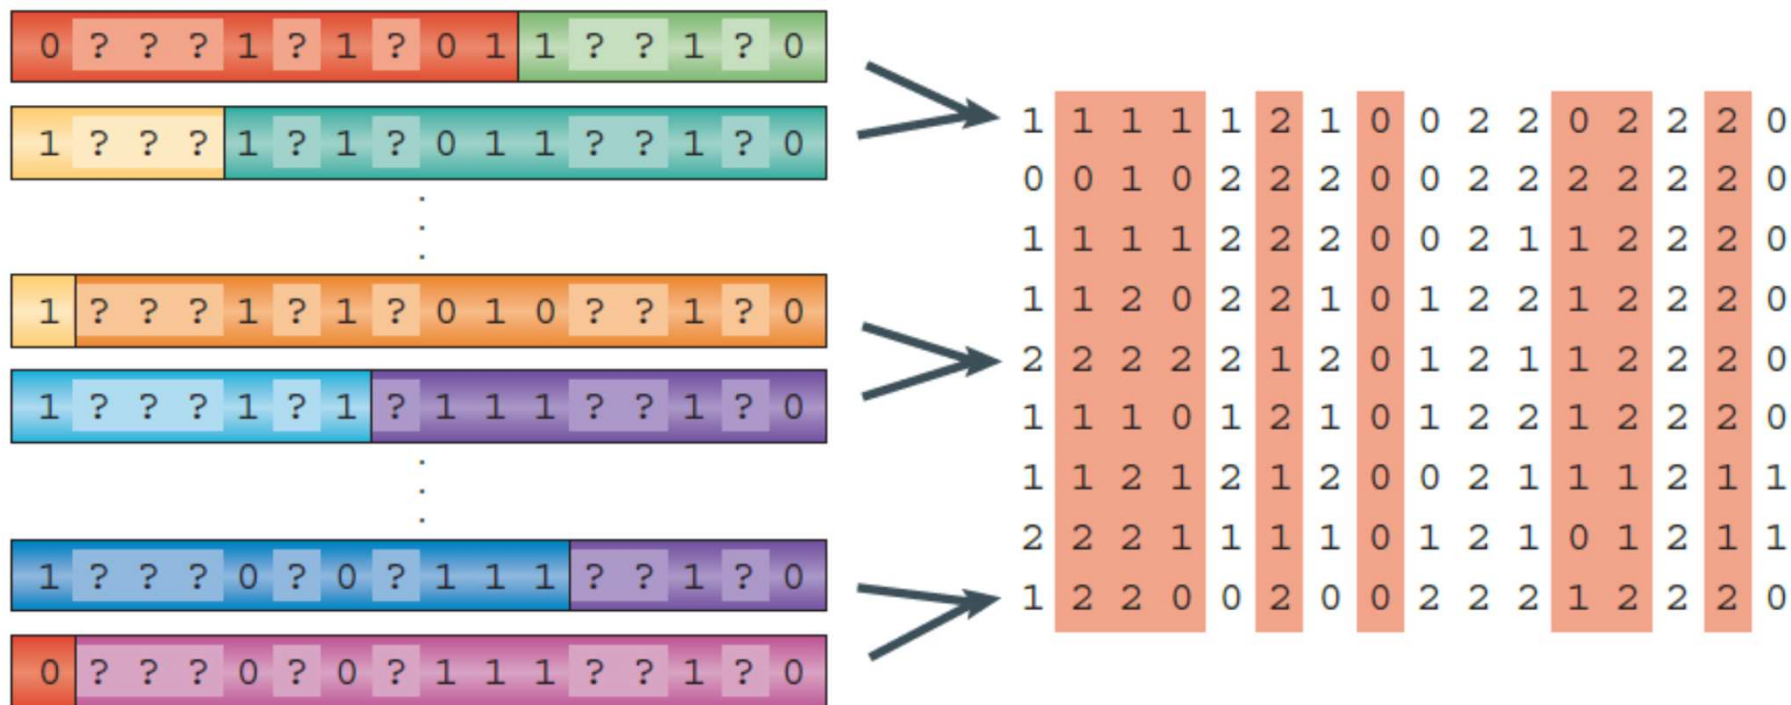 0 ? ? ? 1 ? 1 ? 0 1 1 ? ? 1 ? 0
1 ? ? ? 1 ? 1 ? 0 1 1 ? ? 1 ? 0
1 ? ? ? 1 ? 1 ? 0 1 0 ? ? 1 ? 0
1 ? ? ? 1 ? 1 ? 1 1 1 ? ? 1 ? 0
1 ? ? ? 0 ? 0 ? 1 1 1 ? ? 1 ? 0
0 ? ? ? 0 ? 0 ? 1 1 1 ? ? 1 ? 0
1 1 1 1 1 2 1 0 0 2 2 0 2 2 2 0
0 0 1 0 2 2 2 0 0 2 2 2 2 2 2 0
1 1 1 1 2 2 2 0 0 2 1 1 2 2 2 0
1 1 2 0 2 2 1 0 1 2 2 1 2 2 2 0
2 2 2 2 2 1 2 0 1 2 1 1 2 2 2 0
1 1 1 0 1 2 1 0 1 2 2 1 2 2 2 0
1 1 2 1 2 1 2 0 0 2 1 1 1 2 1 1
2 2 2 1 1 1 1 0 1 2 1 0 1 2 1 1
1 2 2 0 0 2 0 0 2 2 2 1 2 2 2 0